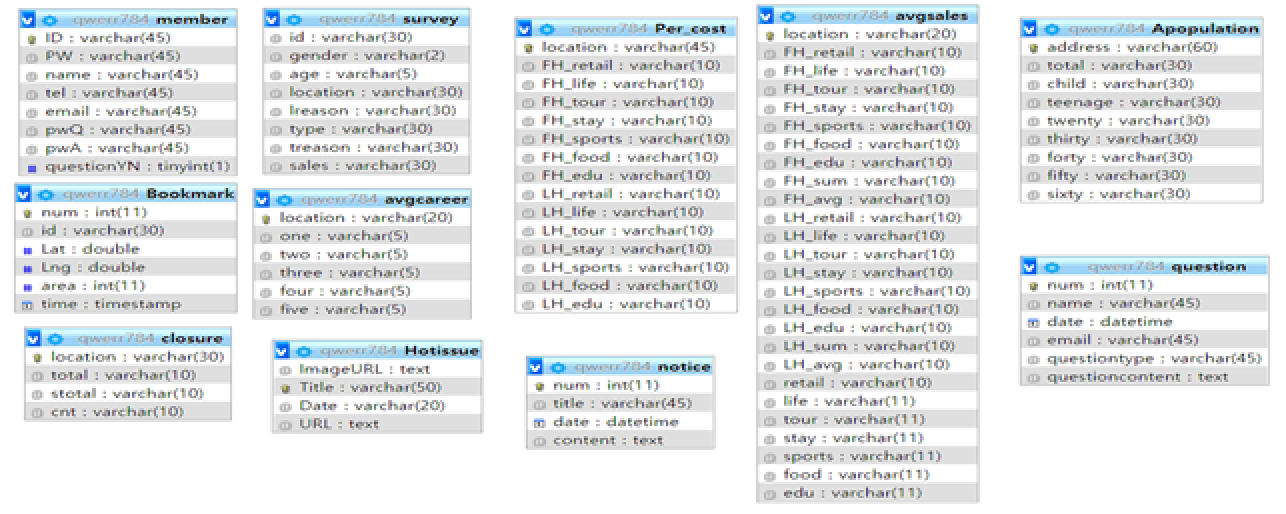 qwerr784 member
ID : varchar(45)
PW : varchar(45)
name : varchar(45)
tel : varchar(45)
email : varchar(45)
pwQ : varchar(45)
pwA : varchar(45)
questionYN : tinyint(1)
qwerr784 Bookmark
num : int(11)
id : varchar(30)
Lat : double
Lng : double
area : int(11)
time : timestamp
qwerr784 closure
location : varchar(30)
total : varchar(10)
stotal : varchar(10)
cnt : varchar(10)
qwerr784 survey
id : varchar(30)
gender : varchar(2)
age : varchar(5)
location : varchar(30)
lreason : varchar(30)
type : varchar(30)
treason : varchar(30)
sales : varchar(30)
qwerr784 avgcareer
location : varchar(20)
one : varchar(5)
two : varchar(5)
three : varchar(5)
four : varchar(5)
five : varchar(5)
qwerr784 Hotissue
ImageURL : text
Title : varchar(50)
Date : varchar(20)
URL : text
qwerr784 Per_cost
location : varchar(45)
FH_retail : varchar(10)
FH_life : varchar(10)
FH_tour : varchar(10)
FH_stay : varchar(10)
FH_sports : varchar(10)
FH_food : varchar(10)
FH_edu : varchar(10)
LH_retail : varchar(10)
LH_life : varchar(10)
LH_tour : varchar(10)
LH_stay : varchar(10)
LH_sports : varchar(10)
LH_food : varchar(10)
LH_edu : varchar(10)
qwerr784 notice
num : int(11)
title : varchar(45)
date : datetime
content : text
qwerr784 avgsales
location : varchar(20)
FH_retail : varchar(10)
FH_life : varchar(10)
FH_tour : varchar(10)
FH_stay : varchar(10)
FH_sports : varchar(10)
FH_food : varchar(10)
FH_edu : varchar(10)
FH_sum : varchar(10)
FH_avg : varchar(10)
LH_retail : varchar(10)
LH_life : varchar(10)
LH_tour : varchar(10)
LH_stay : varchar(10)
LH_sports : varchar(10)
LH_food : varchar(10)
LH_edu : varchar(10)
LH_sum : varchar(10)
LH_avg : varchar(10)
retail : varchar(10)
life : varchar(11)
tour : varchar(11)
stay : varchar(11)
sports : varchar(11)
food : varchar(11)
edu : varchar(11)
qwerr784 Apopulation
address : varchar(60)
total : varchar(30)
child : varchar(30)
teenage : varchar(30)
twenty : varchar(30)
thirty : varchar(30)
forty : varchar(30)
fifty : varchar(30)
sixty : varchar(30)
qwerr784 question
num : int(11)
name : varchar(45)
date : datetime
email : varchar(45)
questiontype : varchar(45)
questioncontent : text